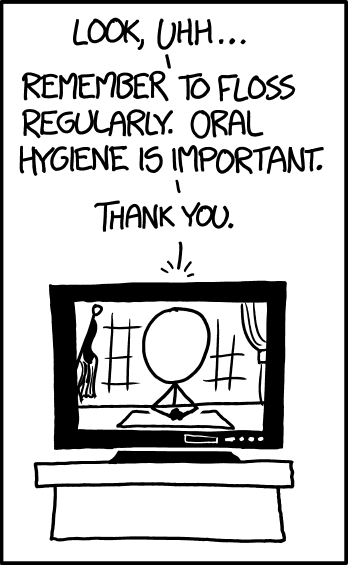 LOOK, UHH...
REMEMBER TO FLOSS
REGULARLY. ORAL
HYGIENE IS IMPORTANT.
THANK YOU.